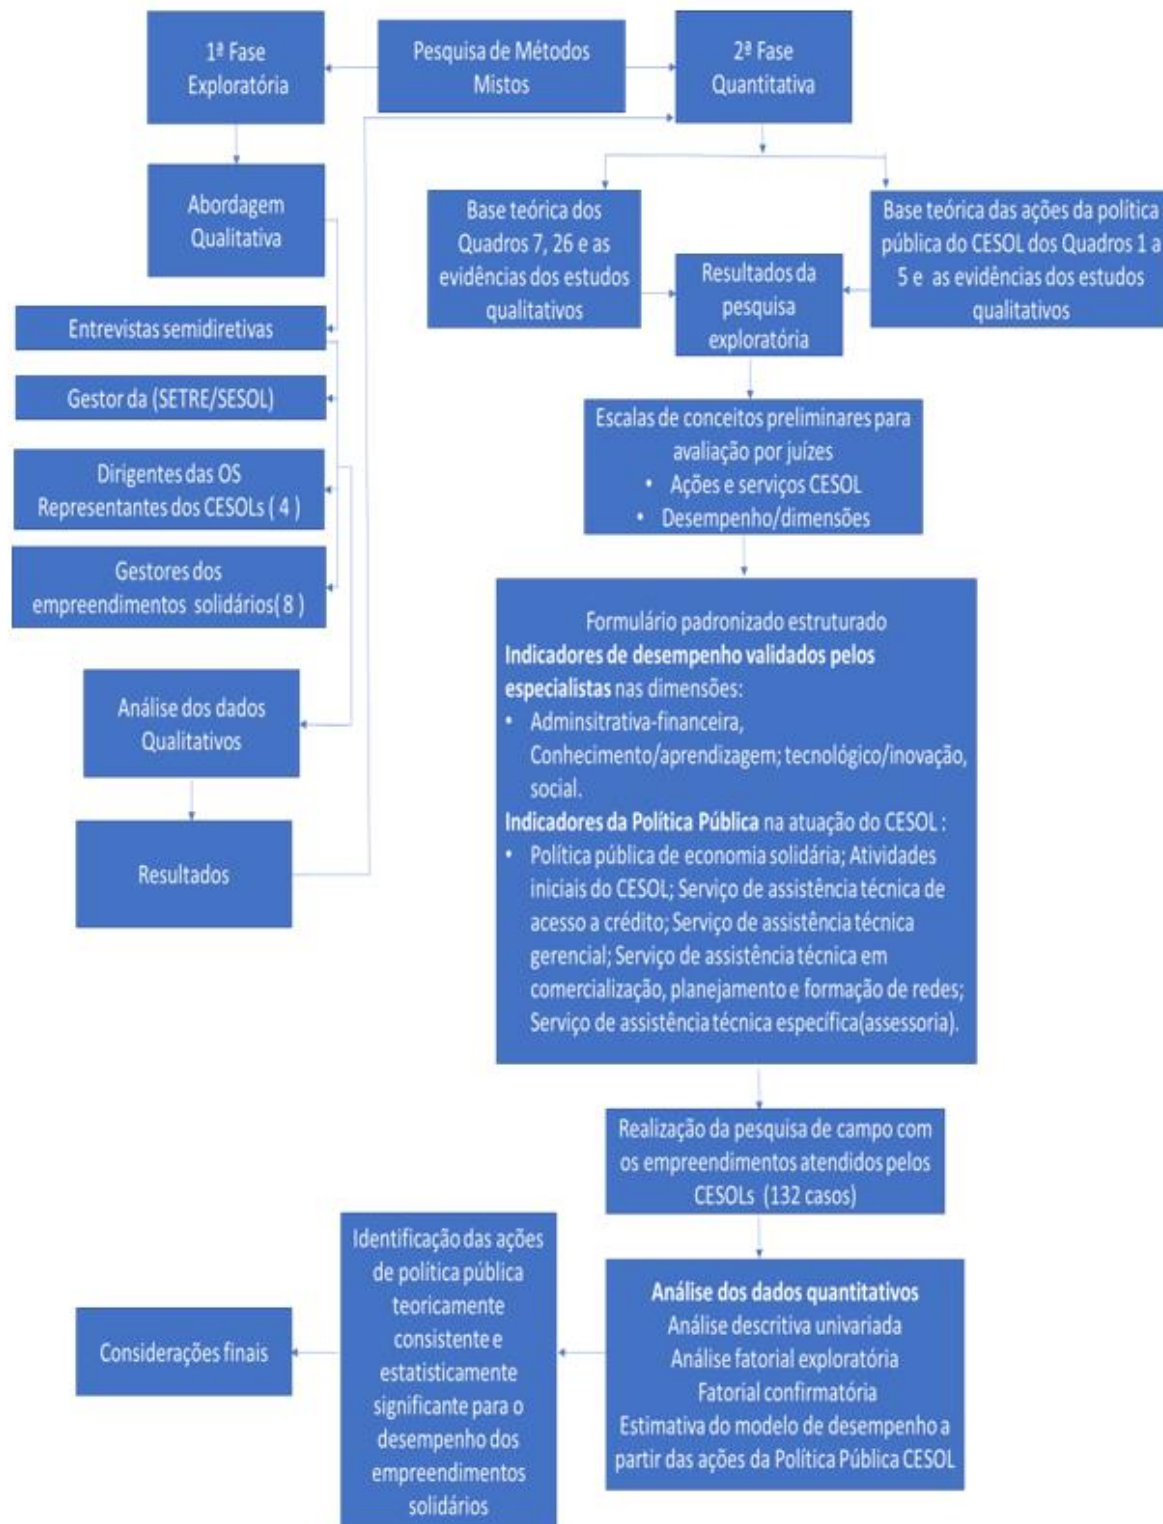 1ª Fase
Exploratória
Pesquisa de Métodos
Mistos
2ª Fase
Quantitativa
Abordagem
Qualitativa
Entrevistas semidiretivas
Gestor da (SETRE/SESOL)
Dirigentes das OS
Representantes dos CESOLs ( 4 )
Gestores dos
empreendimentos solidários( 8 )
Análise dos dados
Qualitativos
Resultados
Base teórica dos
Quadros 7, 26 e as
evidências dos estudos
qualitativos
Resultados da
pesquisa
exploratória
Base teórica das ações da política
pública do CESOL dos Quadros 1 a
5 e as evidências dos estudos
qualitativos
Escalas de conceitos preliminares para
avaliação por juízes
• Ações e serviços CESOL
• Desempenho/dimensões
Formulário padronizado estruturado
Indicadores de desempenho validados pelos
especialistas nas dimensões:
• Adminsitrativa-financeira,
Conhecimento/aprendizagem; tecnológico/inovação,
social.
Indicadores da Política Pública na atuação do CESOL :
• Política pública de economia solidária; Atividades
iniciais do CESOL; Serviço de assistência técnica de
acesso a crédito; Serviço de assistência técnica
gerencial; Serviço de assistência técnica em
comercialização, planejamento e formação de redes;
Serviço de assistência técnica específica(assessoria).
Realização da pesquisa de campo com
os empreendimentos atendidos pelos
CESOLs (132 casos)
Análise dos dados quantitativos
Análise descritiva univariada
Análise fatorial exploratória
Fatorial confirmatória
Estimativa do modelo de desempenho a
partir das ações da Política Pública CESOL
Identificação das ações
de política pública
teoricamente
consistente e
estatisticamente
significante para o
desempenho dos
empreendimentos
solidários
Considerações finais